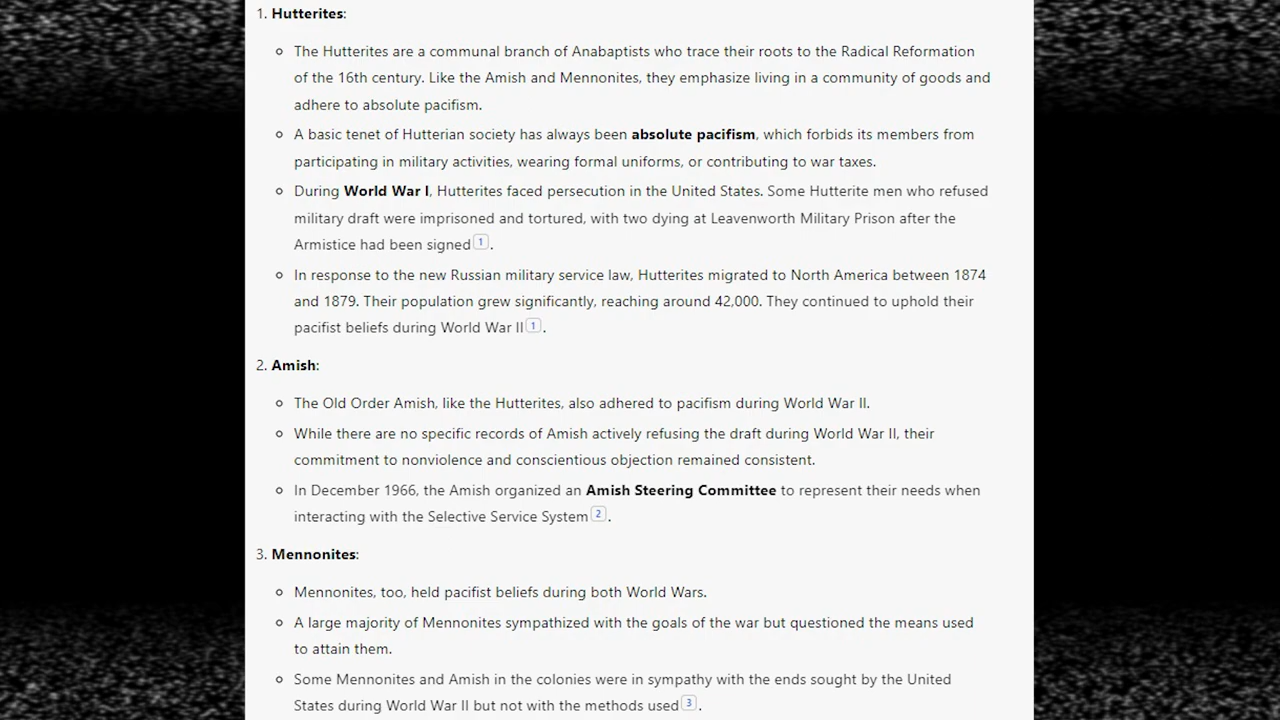 1. Hutterites:
The Hutterites are a communal branch of Anabaptists who trace their roots to the Radical Reformation
of the 16th century. Like the Amish and Mennonites, they emphasize living in a community of goods and
adhere to absolute pacifism.
A basic tenet of Hutterian society has always been absolute pacifism, which forbids its members from
participating in military activities, wearing formal uniforms, or contributing to war taxes.
During World War I, Hutterites faced persecution in the United States. Some Hutterite men who refused
military draft were imprisoned and tortured, with two dying at Leavenworth Military Prison after the
Armistice had been signed 1.
In response to the new Russian military service law, Hutterites migrated to North America between 1874
and 1879. Their population grew significantly, reaching around 42,000. They continued to uphold their
pacifist beliefs during World War II 1.
2. Amish:
The Old Order Amish, like the Hutterites, also adhered to pacifism during World War II.
While there are no specific records of Amish actively refusing the draft during World War II, their
commitment to nonviolence and conscientious objection remained consistent.
In December 1966, the Amish organized an Amish Steering Committee to represent their needs when
interacting with the Selective Service System 2.
3. Mennonites:
Mennonites, too, held pacifist beliefs during both World Wars.
A large majority of Mennonites sympathized with the goals of the war but questioned the means used
to attain them.
Some Mennonites and Amish in the colonies were in sympathy with the ends sought by the United
States during World War II but not with the methods used 3.